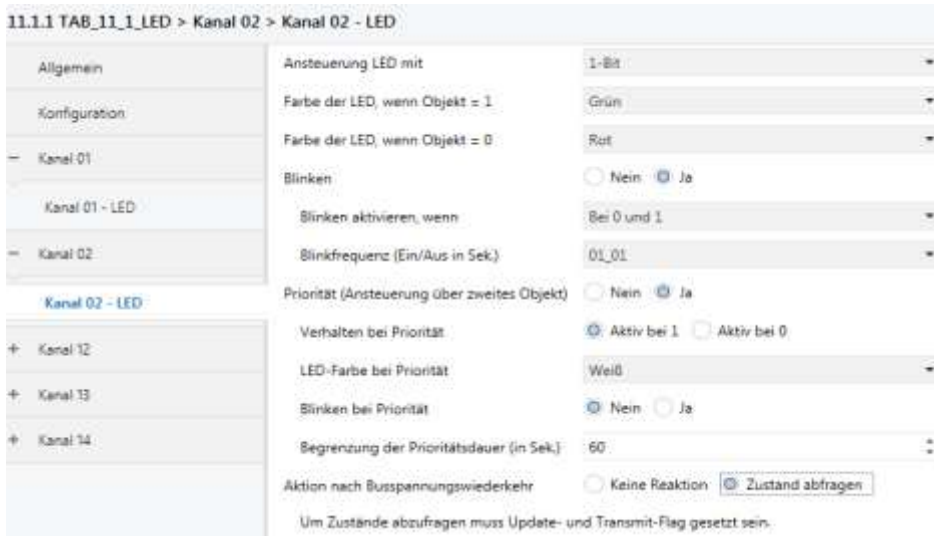 11.1.1 TAB_11_1_LED > Kanal 02 > Kanal 02 - LED
Allgemein
Konfiguration
− Kanal 01
Kanal 01 - LED
− Kanal 02
Kanal 02 - LED
+ Kanal 12
+ Kanal 13
+ Kanal 14
Ansteuerung LED mit 1-Bit
Farbe der LED, wenn Objekt = 1 Grün
Farbe der LED, wenn Objekt = 0 Rot
Blinken Nein Ja
Blinken aktivieren, wenn Bei 0 und 1
Blinkfrequenz (Ein/Aus in Sek.) 01_01
Priorität (Ansteuerung über zweites Objekt) Nein Ja
Verhalten bei Priorität Aktiv bei 1 Aktiv bei 0
LED-Farbe bei Priorität Weiß
Blinken bei Priorität Nein Ja
Begrenzung der Prioritätsdauer (in Sek.) 60
Aktion nach Busspannungswiederkehr Keine Reaktion Zustand abfragen
Um Zustände abzufragen muss Update- und Transmit-Flag gesetzt sein.